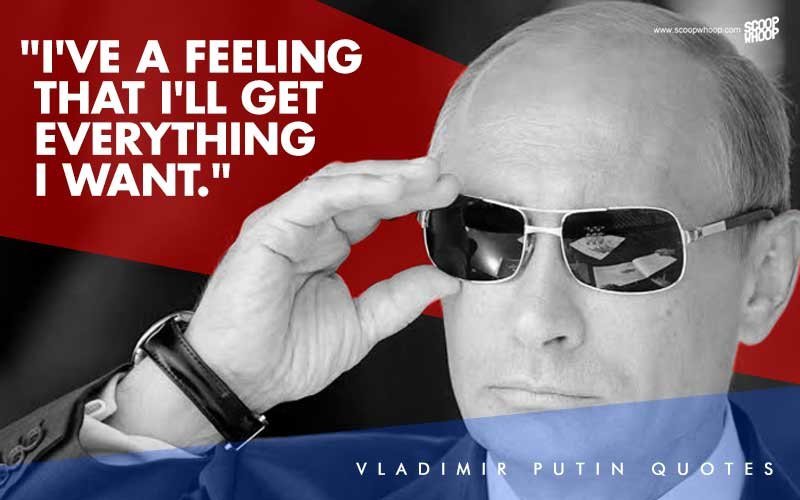 www.scoopwhoop.com SCOOP
WHOOP
"I'VE A FEELING
THAT I'LL GET
EVERYTHING
I WANT."
VLADIMIR PUTIN QUOTES